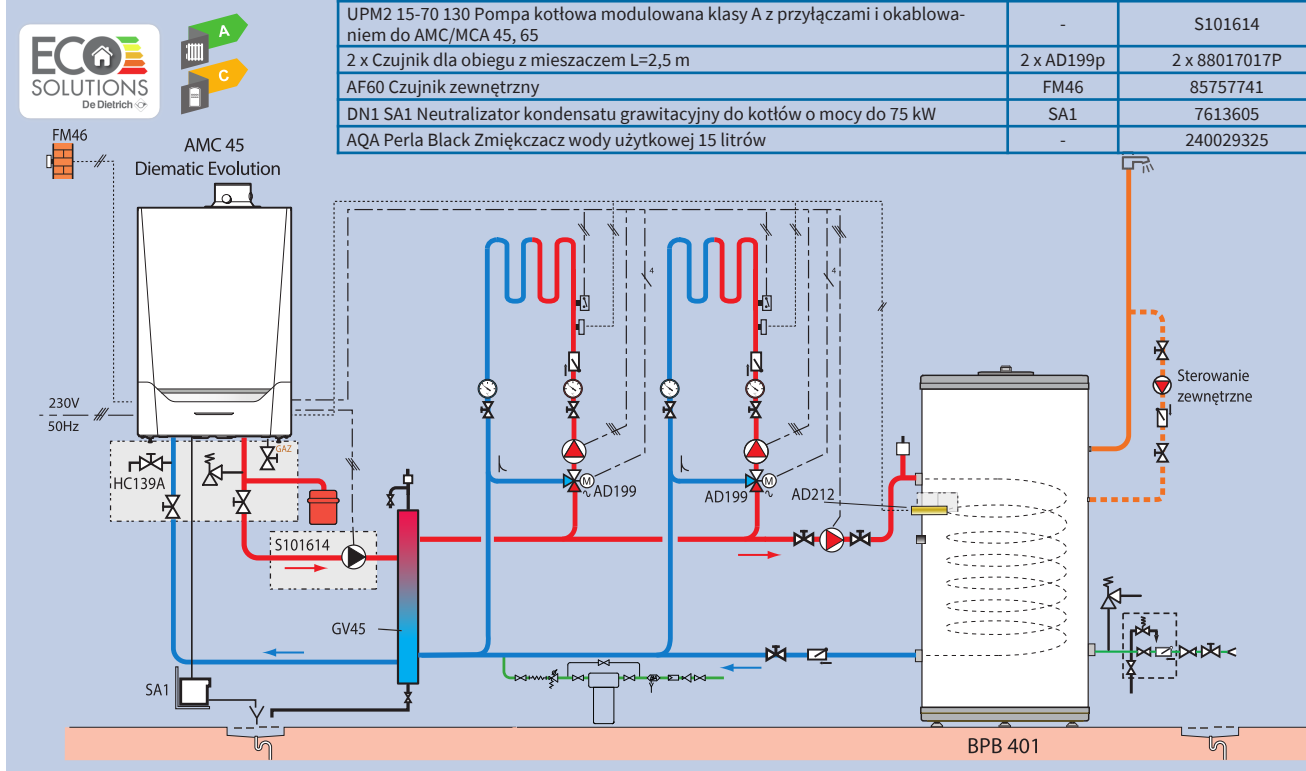 UPM2 15-70 130 Pompa kotłowa modulowana klasy A z przyłączami i okablowa-
niem do AMC/MCA 45, 65
-
S101614
2 x Czujnik dla obiegu z mieszaczem L=2,5 m
2 x AD199p
2 x 88017017P
AF60 Czujnik zewnętrzny
FM46
85757741
DN1 SA1 Neutralizator kondensatu grawitacyjny do kotłów o mocy do 75 kW
SA1
7613605
AQA Perla Black Zmiękczacz wody użytkowej 15 litrów
-
240029325
ECO
SOLUTIONS
De Dietrich
A
C
FM46
AMC 45
Diematic Evolution
230V
50Hz
GAZ
HC139A
S101614
GV45
SA1
4
4
M
AD199
M
AD199
AD212
Sterowanie
zewnętrzne
BPB 401